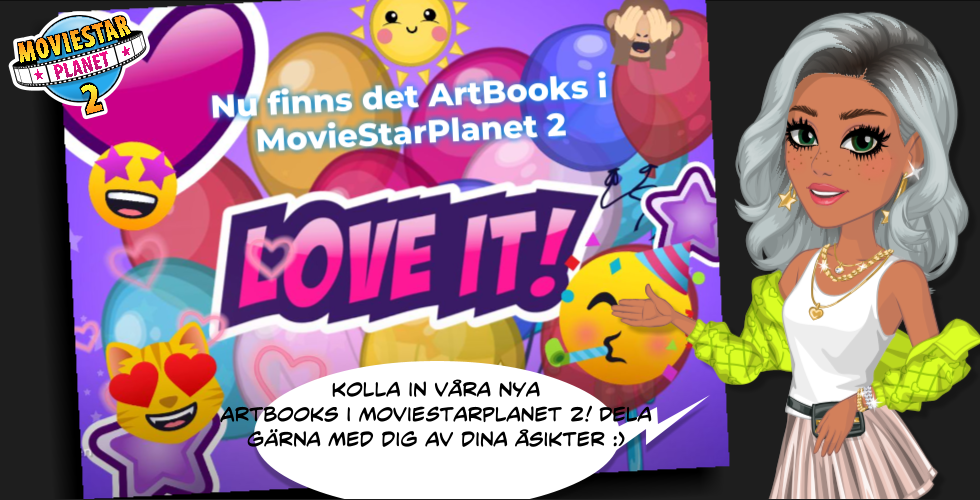 MOVIESTAR
PLANET
2
Nu finns det ArtBooks i
MovieStarPlanet 2
LOVE IT!
KOLLA IN VÅRA NYA
ARTBOOKS I MOVIESTARPLANET 2! DELA
GÄRNA MED DIG AV DINA ÅSIKTER :)